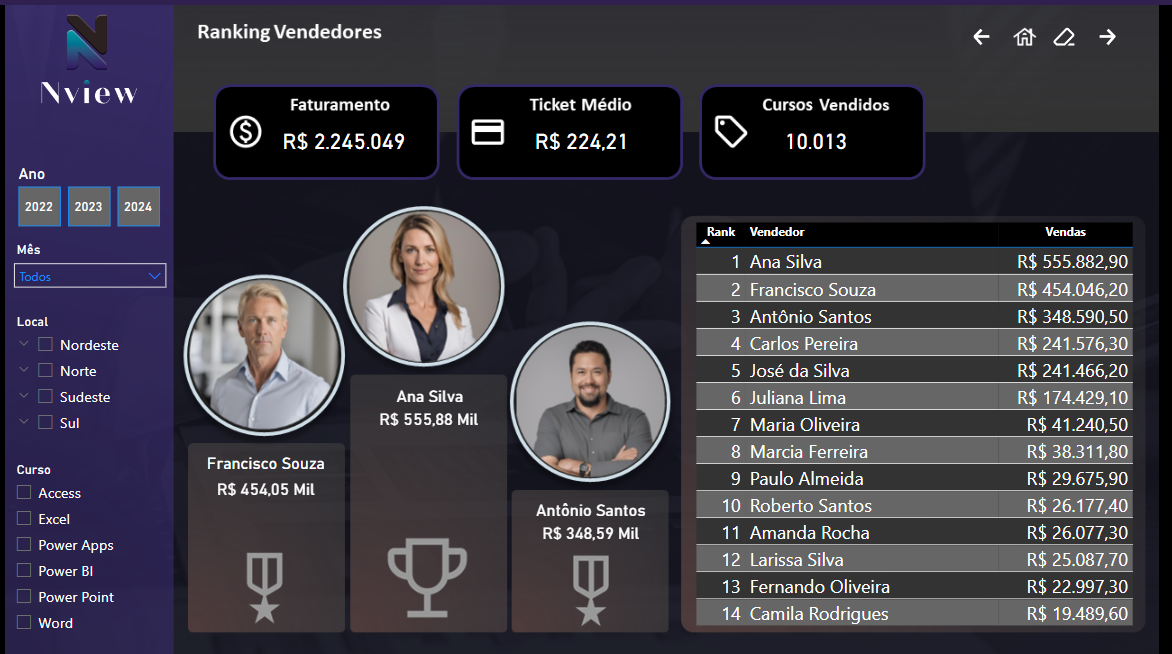 Nview
Ano
2022 2023 2024
Mês
Todos
Local
Nordeste
Norte
Sudeste
Sul
Curso
Access
Excel
Power Apps
Power BI
Power Point
Word
Ranking Vendedores
Faturamento
R$ 2.245.049
Ticket Médio
R$ 224,21
Cursos Vendidos
10.013
Francisco Souza
R$ 454,05 Mil
Ana Silva
R$ 555,88 Mil
Antônio Santos
R$ 348,59 Mil
Rank Vendedor Vendas
1 Ana Silva R$ 555.882,90
2 Francisco Souza R$ 454.046,20
3 Antônio Santos R$ 348.590,50
4 Carlos Pereira R$ 241.576,30
5 José da Silva R$ 241.466,20
6 Juliana Lima R$ 174.429,10
7 Maria Oliveira R$ 41.240,50
8 Marcia Ferreira R$ 38.311,80
9 Paulo Almeida R$ 29.675,90
10 Roberto Santos R$ 26.177,40
11 Amanda Rocha R$ 26.077,30
12 Larissa Silva R$ 25.087,70
13 Fernando Oliveira R$ 22.997,30
14 Camila Rodrigues R$ 19.489,60